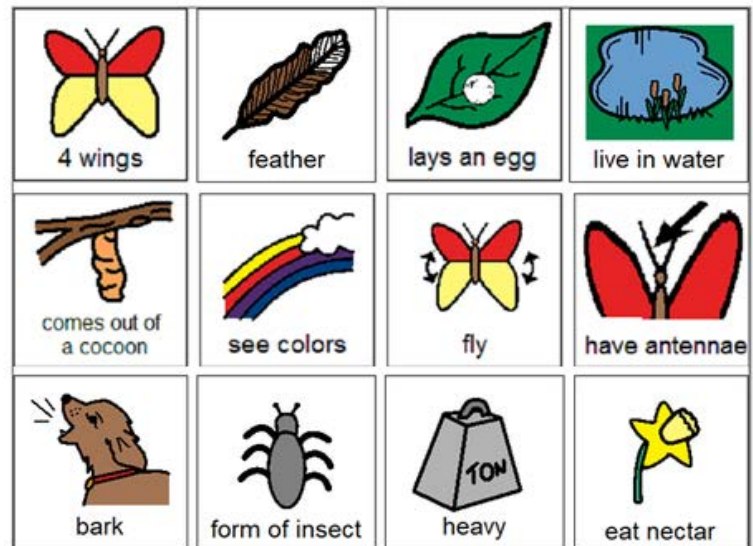 4 wings
feather
lays an egg
live in water
comes out of
a cocoon
see colors
fly
have antennae
bark
form of insect
TON
heavy
eat nectar